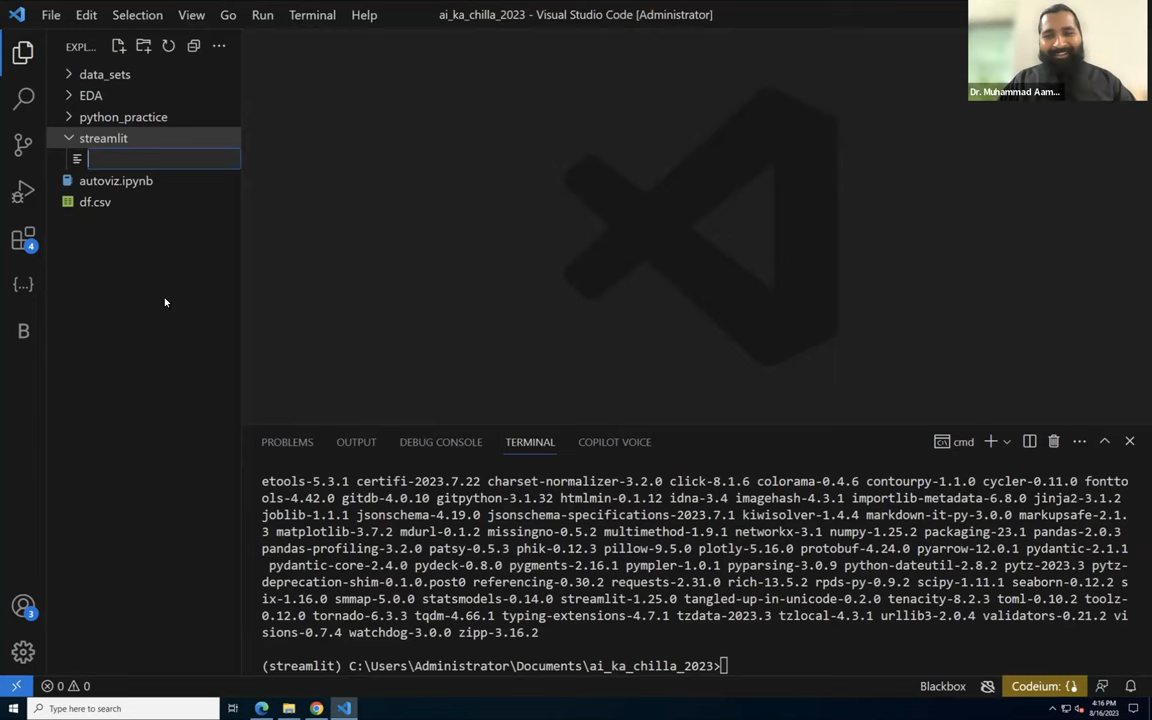 File Edit Selection View Go Run Terminal Help
ai_ka_chilla_2023 - Visual Studio Code [Administrator]
Dr. Muhammad Aam...
EXPL...
data_sets
EDA
python_practice
streamlit
autoviz.ipynb
df.csv
4
{...}
B
3
PROBLEMS OUTPUT DEBUG CONSOLE TERMINAL COPILOT VOICE
cmd
etools-5.3.1 certifi-2023.7.22 charset-normalizer-3.2.0 click-8.1.6 colorama-0.4.6 contourpy-1.1.0 cycler-0.11.0 fontto
ols-4.42.0 gitdb-4.0.10 gitpython-3.1.32 htmlmin-0.1.12 idna-3.4 imagehash-4.3.1 importlib-metadata-6.8.0 jinja2-3.1.2
joblib-1.1.1 jsonschema-4.19.0 jsonschema-specifications-2023.7.1 kiwisolver-1.4.4 markdown-it-py-3.0.0 markupsafe-2.1.
3 matplotlib-3.7.2 mdurl-0.1.2 missingno-0.5.2 multimethod-1.9.1 networkx-3.1 numpy-1.25.2 packaging-23.1 pandas-2.0.3
pandas-profiling-3.2.0 patsy-0.5.3 phik-0.12.3 pillow-9.5.0 plotly-5.16.0 protobuf-4.24.0 pyarrow-12.0.1 pydantic-2.1.1
pydantic-core-2.4.0 pydeck-0.8.0 pygments-2.16.1 pympler-1.0.1 pyparsing-3.0.9 python-dateutil-2.8.2 pytz-2023.3 pytz-
deprecation-shim-0.1.0.post0 referencing-0.30.2 requests-2.31.0 rich-13.5.2 rpds-py-0.9.2 scipy-1.11.1 seaborn-0.12.2 s
ix-1.16.0 smmap-5.0.0 statsmodels-0.14.0 streamlit-1.25.0 tangled-up-in-unicode-0.2.0 tenacity-8.2.3 toml-0.10.2 toolz-
0.12.0 tornado-6.3.3 tqdm-4.66.1 typing-extensions-4.7.1 tzdata-2023.3 tzlocal-4.3.1 urllib3-2.0.4 validators-0.21.2 vi
sions-0.7.4 watchdog-3.0.0 zipp-3.16.2
(streamlit) C:\Users\Administrator\Documents\ai_ka_chilla_2023>
0 0
Blackbox
Codeium: {;}
Type here to search
4:16 PM
8/16/2023